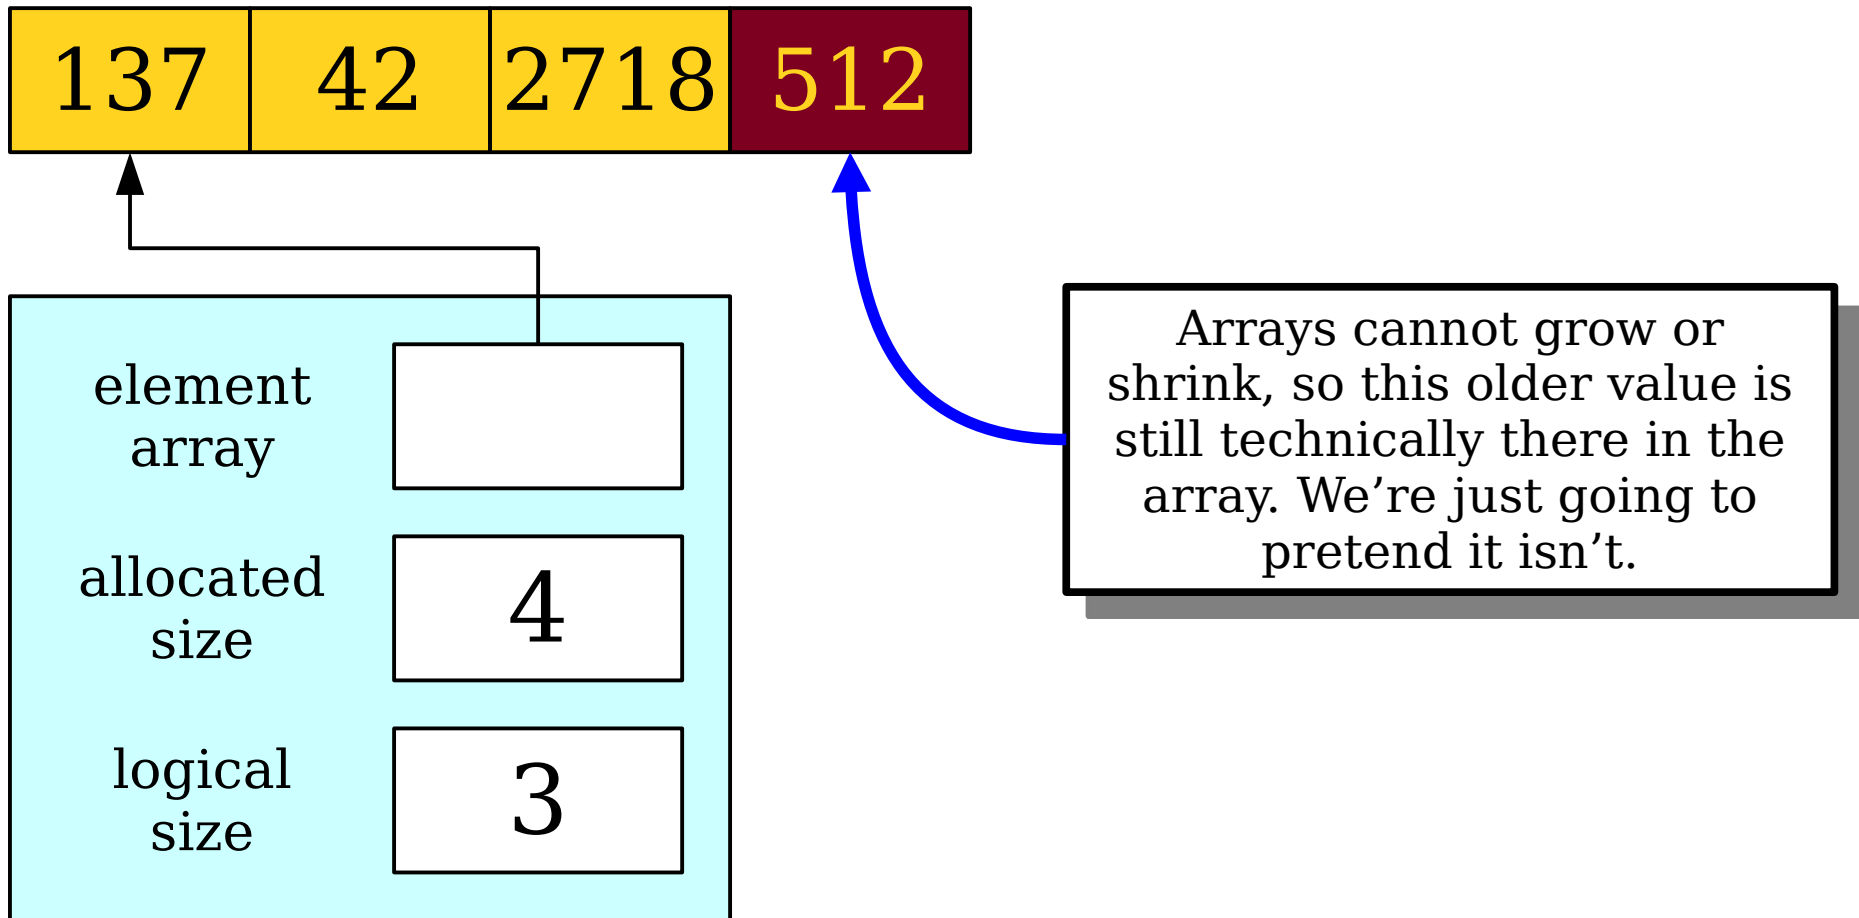 137 42 2718 512
element
array
allocated
size
4
logical
size
3
Arrays cannot grow or
shrink, so this older value is
still technically there in the
array. We’re just going to
pretend it isn’t.